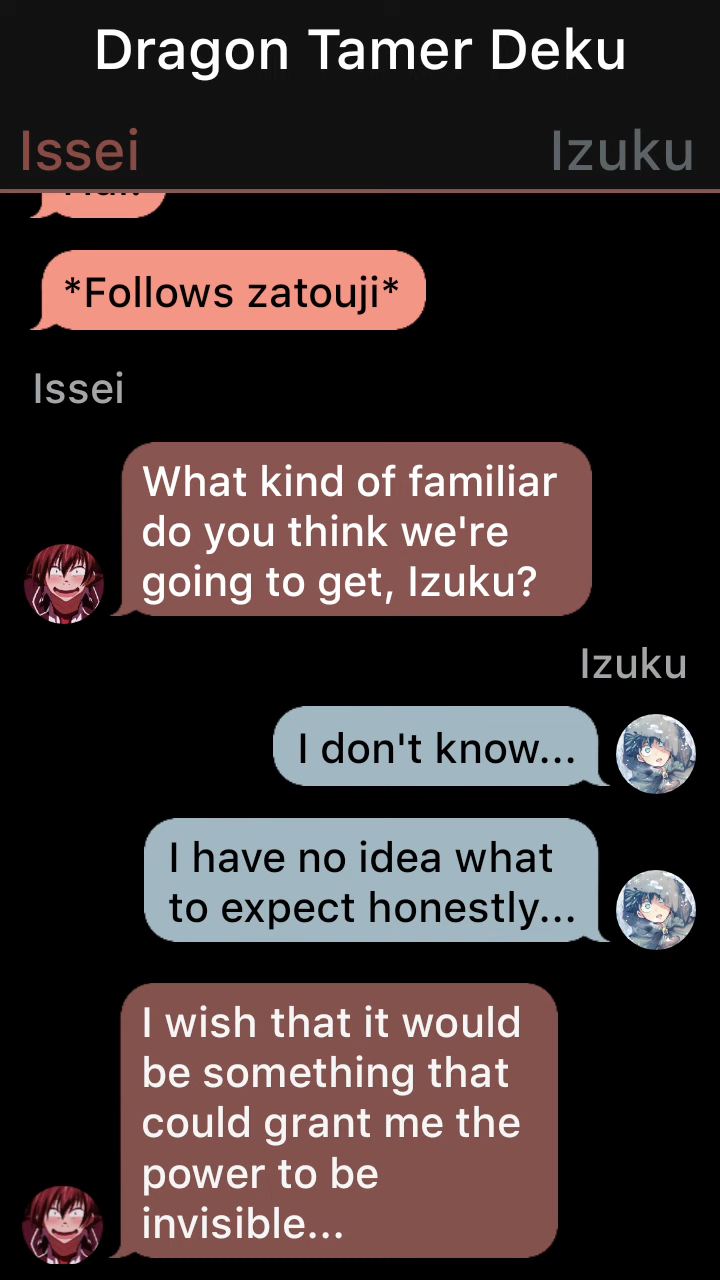 Dragon Tamer Deku
Issei
Izuku
*Follows zatouji*
Issei
What kind of familiar
do you think we're
going to get, Izuku?
Izuku
I don't know...
I have no idea what
to expect honestly...
I wish that it would
be something that
could grant me the
power to be
invisible...